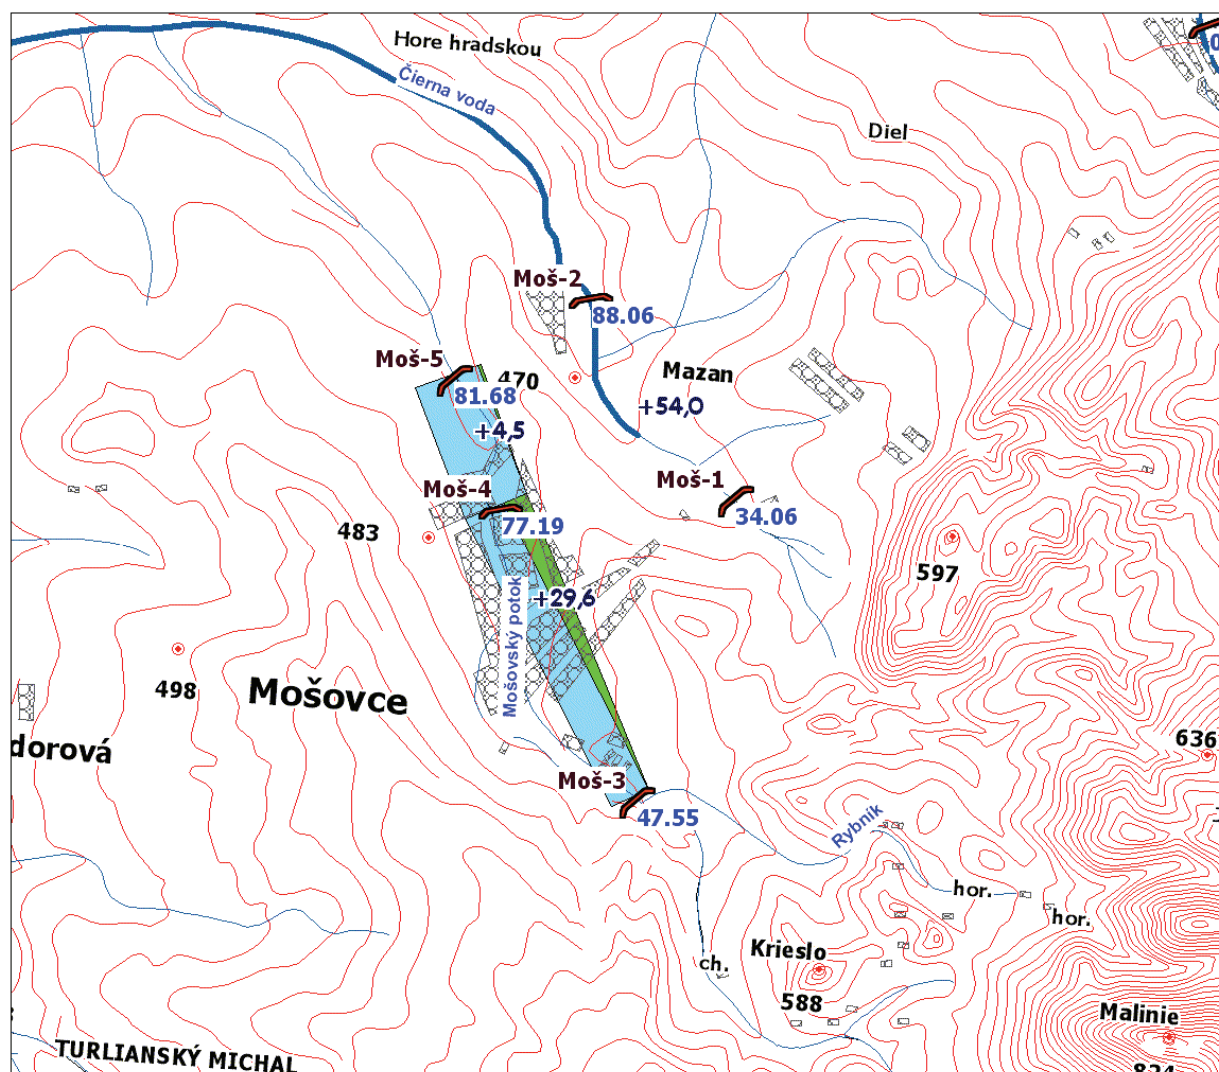 Hore hradskou
Čierna voda
Diel
Moš-2
88.06
Moš-5
470
81.68
Mazan
+54,0
+4,5
Moš-4
77.19
Moš-1
34.06
483
597
+29,6
Mošovský potok
498
Mošovce
dorová
636
Moš-3
47.55
Rybník
hor.
hor.
Krieslo
ch.
588
Malinie
TURLIANSKÝ MICHAL
824